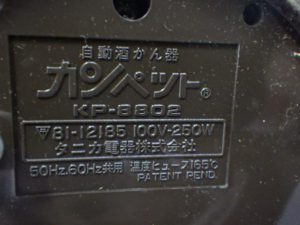 自動酒かん器
カンペット®
KP-8802
▽81-12185 100V-250W
タニカ電器株式会社
50Hz.60Hz共用 温度ヒューズ165℃
PATENT PEND.